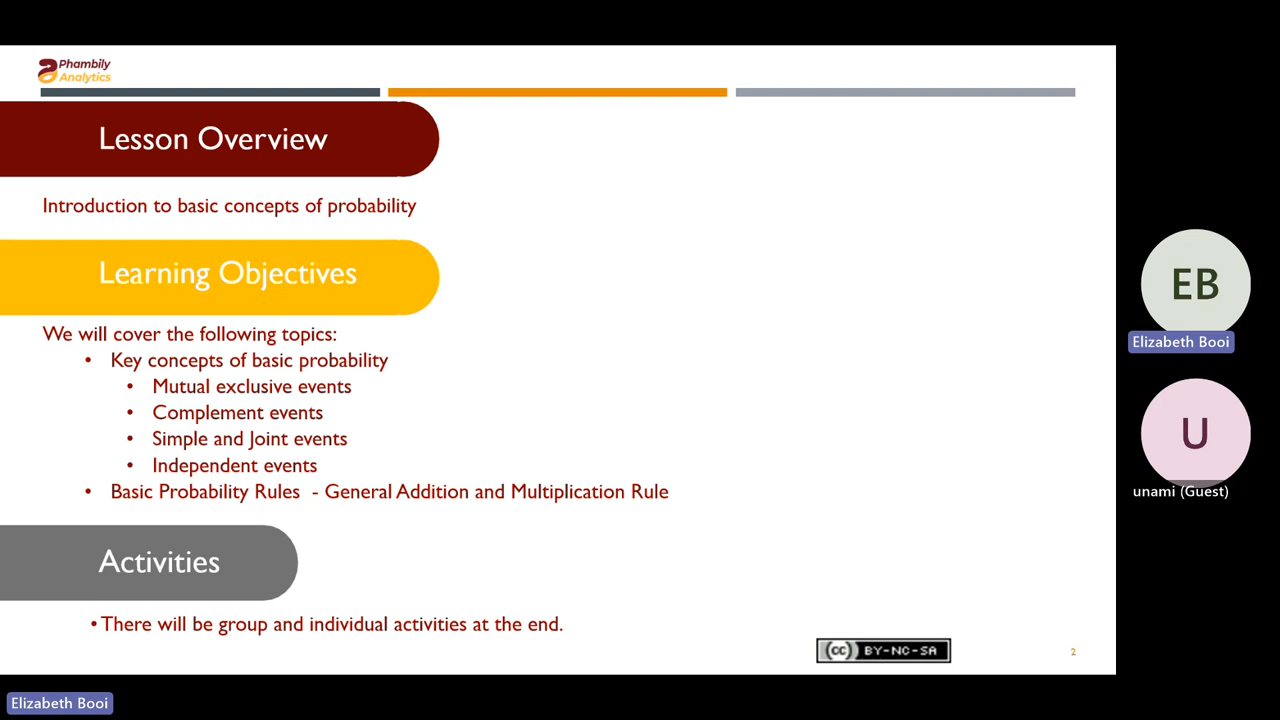 Phambily
Analytics
Lesson Overview
Introduction to basic concepts of probability
Learning Objectives
We will cover the following topics:
• Key concepts of basic probability
• Mutual exclusive events
• Complement events
• Simple and Joint events
• Independent events
• Basic Probability Rules - General Addition and Multiplication Rule
Activities
• There will be group and individual activities at the end.
cc BY-NC-SA
2
EB
Elizabeth Booi
U
unami (Guest)
Elizabeth Booi